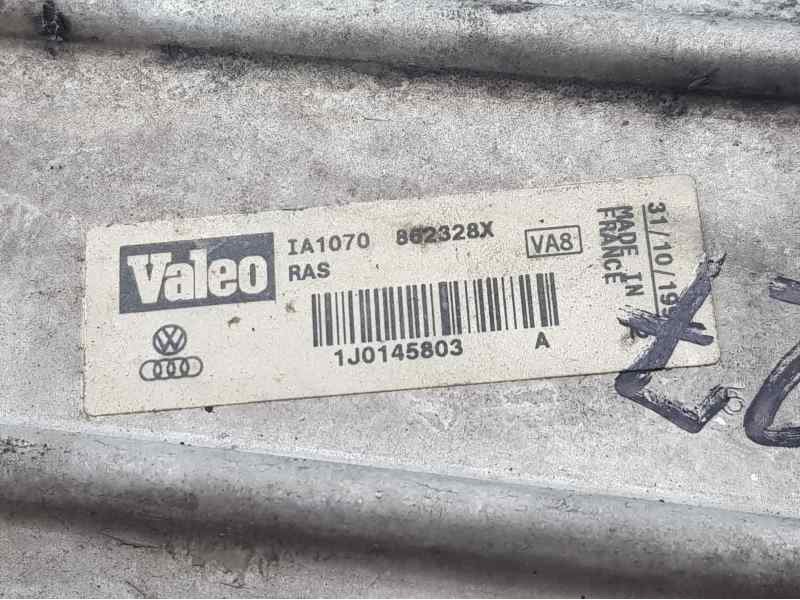 Valeo
IA1070 862328X VA8
RAS
1J0145803 A
MADE IN
FRANCE